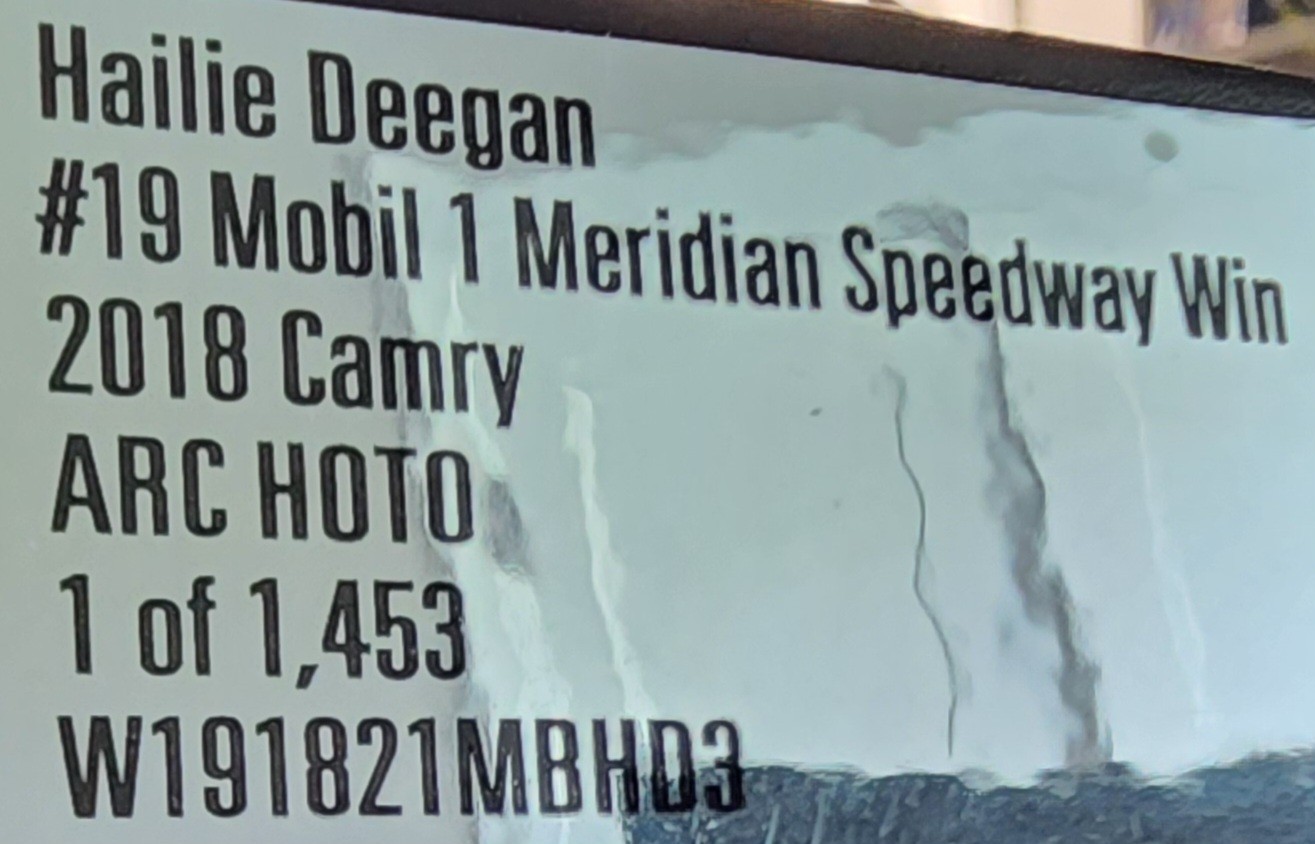 Hailie Deegan
#19 Mobil 1 Meridian Speedway Win
2018 Camry
ARC HOTO
1 of 1,453
W191821MBHD3